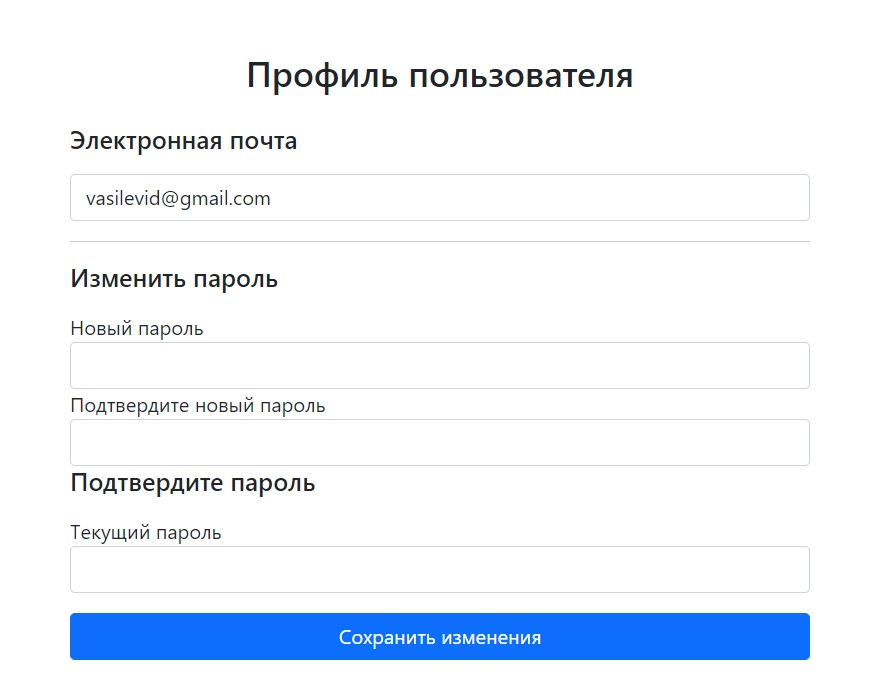 Профиль пользователя
Электронная почта
vasilevid@gmail.com
Изменить пароль
Новый пароль
Подтвердите новый пароль
Подтвердите пароль
Текущий пароль
Сохранить изменения